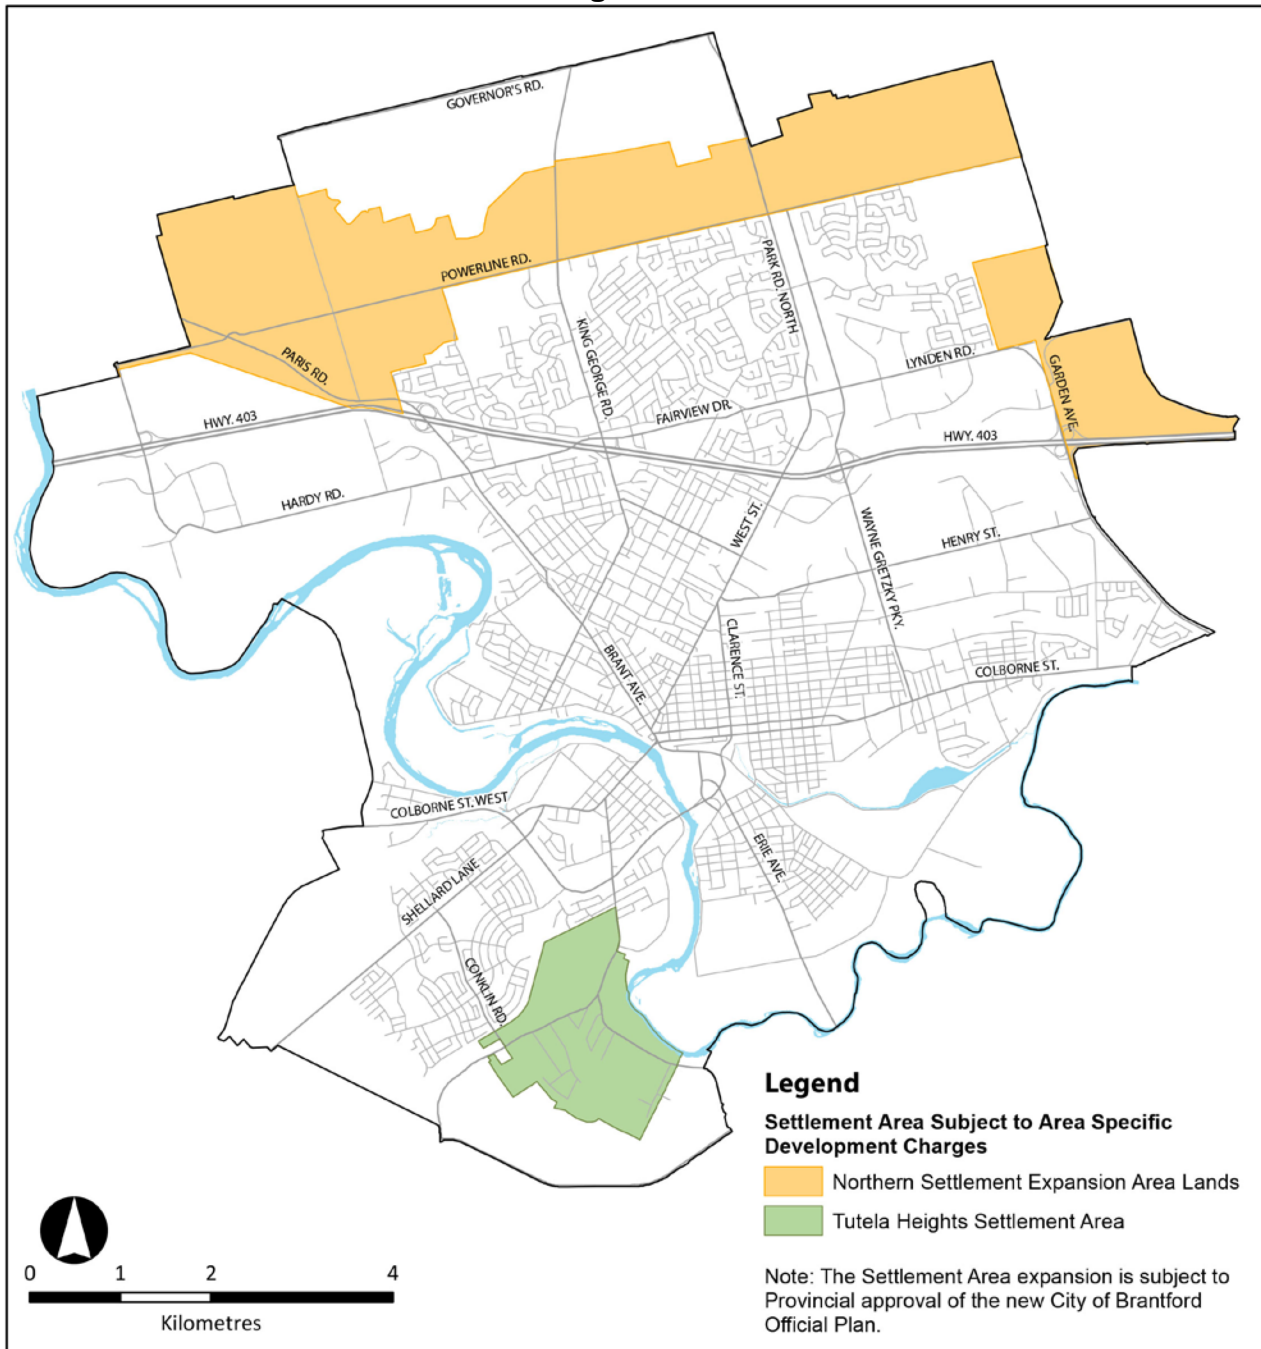 GOVERNOR'S RD.
POWERLINE RD.
PARK RD. NORTH
KING GEORGE RD.
PARIS RD.
LYNDEN RD.
GARDEN AVE.
FAIRVIEW DR.
HWY. 403
HWY. 403
HARDY RD.
WEST ST.
WAYNE GRETZKY PKY.
HENRY ST.
CLARENCE ST.
BRANT AVE.
COLBORNE ST.
COLBORNE ST. WEST
ERIE AVE.
SHELLARD LANE
CONKLIN RD.
Legend
Settlement Area Subject to Area Specific
Development Charges
Northern Settlement Expansion Area Lands
Tutela Heights Settlement Area
Note: The Settlement Area expansion is subject to
Provincial approval of the new City of Brantford
Official Plan.
0 1 2 4
Kilometres